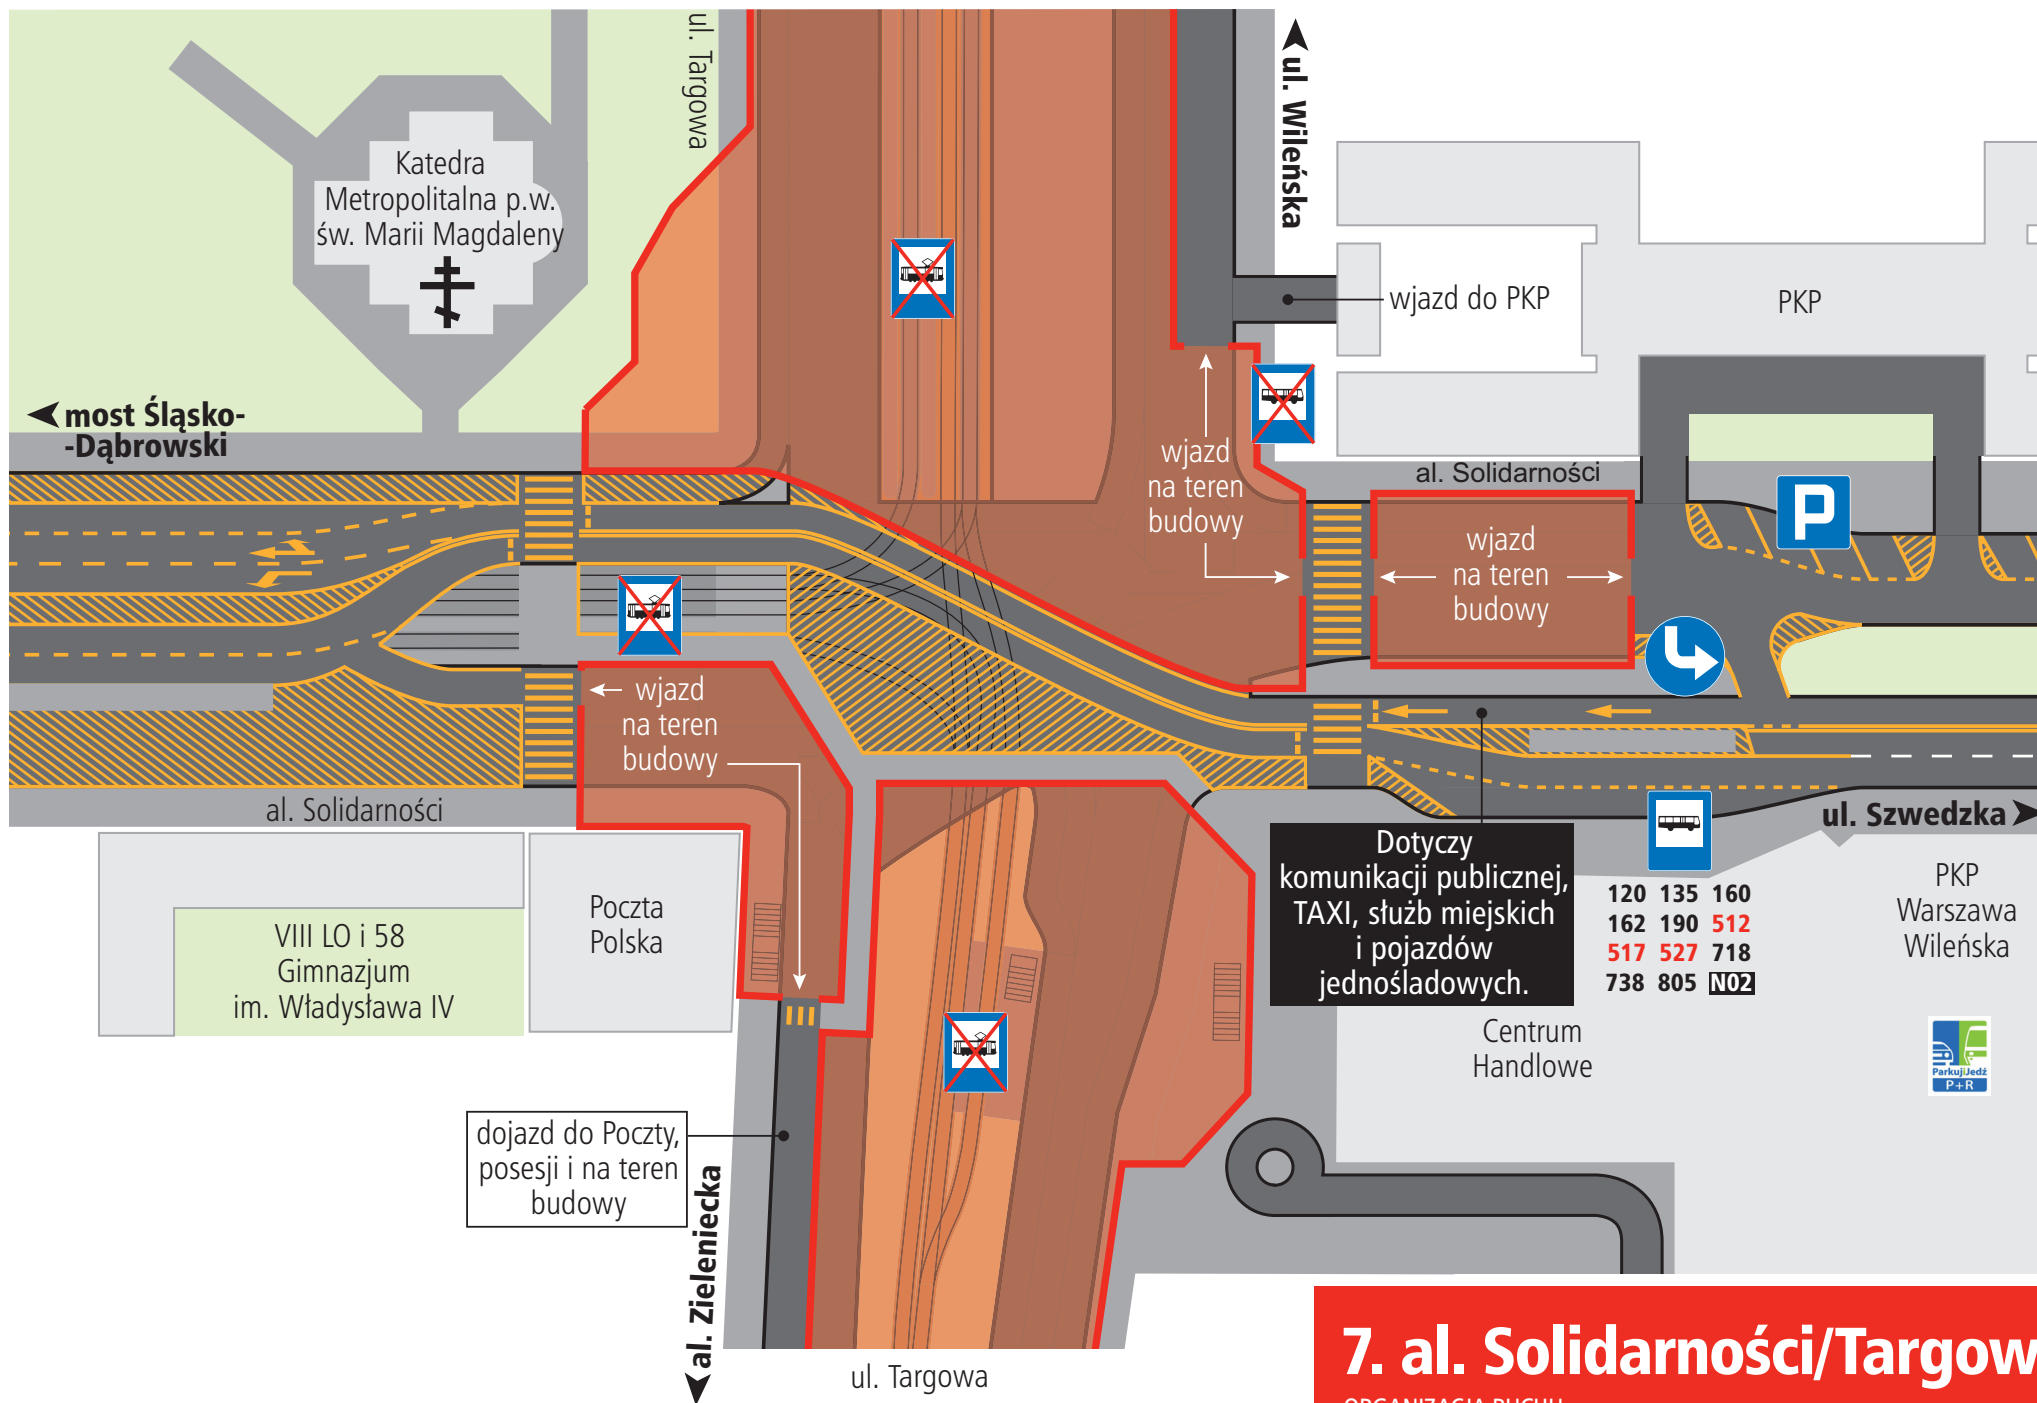 ul. Targowa
ul. Wileńska
Katedra
Metropolitalna p.w.
św. Marii Magdaleny
wjazd do PKP
PKP
most Śląsko-
-Dąbrowski
wjazd
na teren
budowy
al. Solidarności
P
wjazd
na teren
budowy
wjazd
na teren
budowy
al. Solidarności
ul. Szwedzka
Dotyczy
komunikacji publicznej,
TAXI, służb miejskich
i pojazdów
jednośladowych.
120 135 160
162 190 512
517 527 718
738 805 N02
PKP
Warszawa
Wileńska
Poczta
Polska
VIII LO i 58
Gimnazjum
im. Władysława IV
Centrum
Handlowe
ParkujiJedź
P+R
dojazd do Poczty,
posesji i na teren
budowy
al. Zieleniecka
ul. Targowa
7. al. Solidarności/Targow
ORGANIZACJA RUCHU